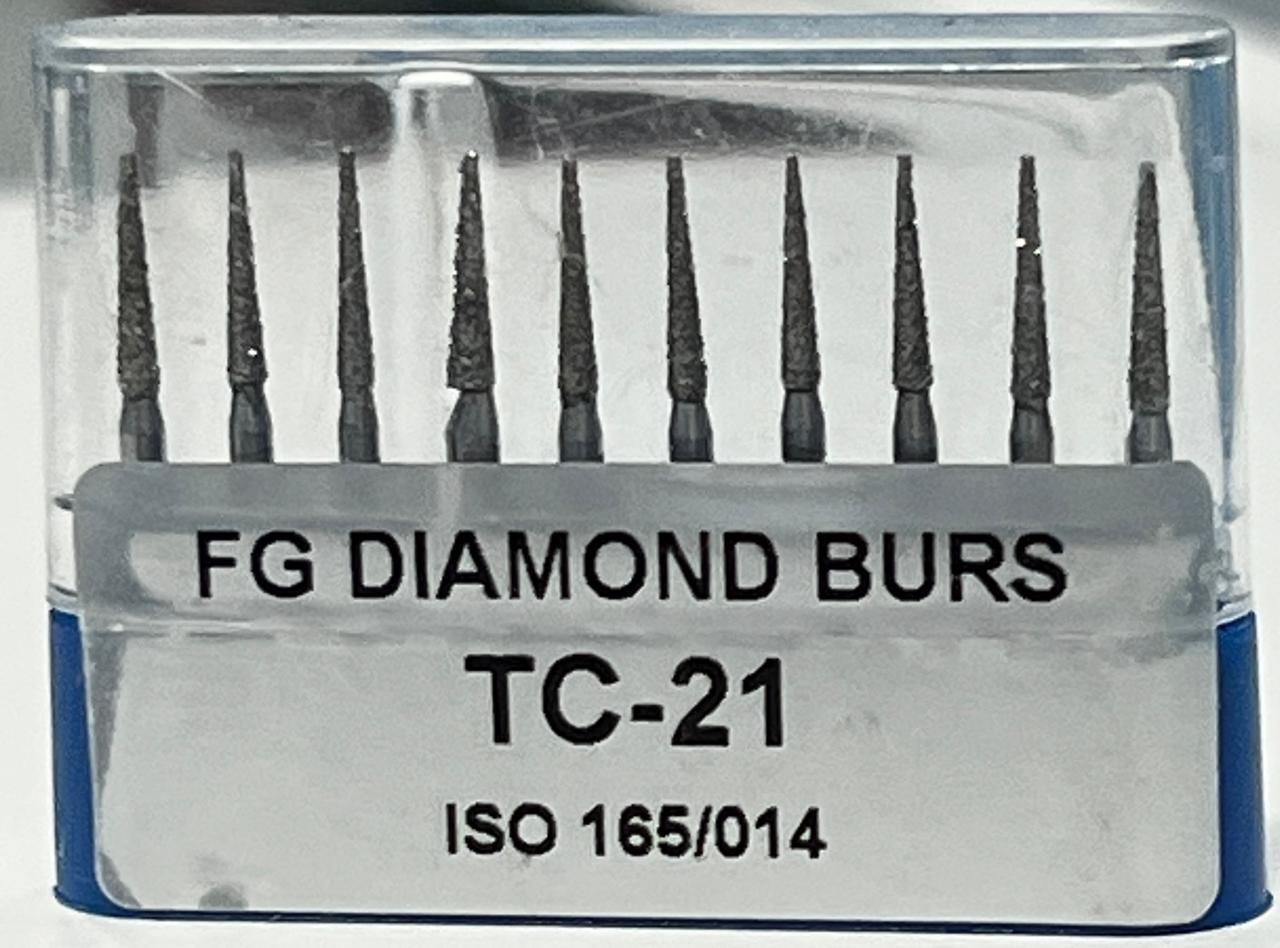 FG DIAMOND BURS
TC-21
ISO 165/014